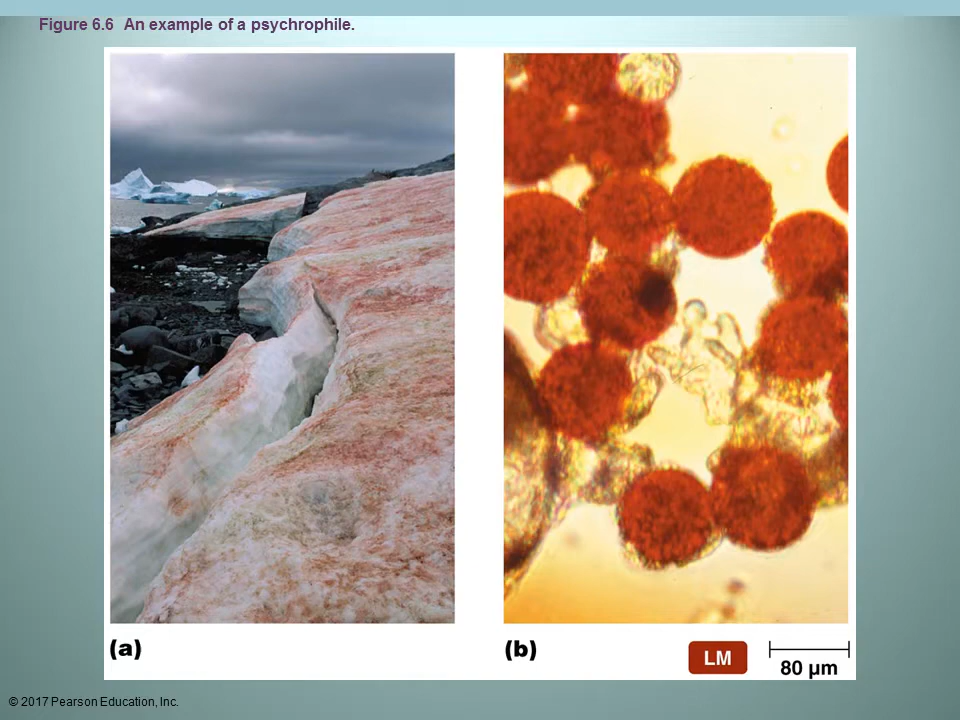 Figure 6.6 An example of a psychrophile.
(a)
(b)
LM
80 µm
© 2017 Pearson Education, Inc.